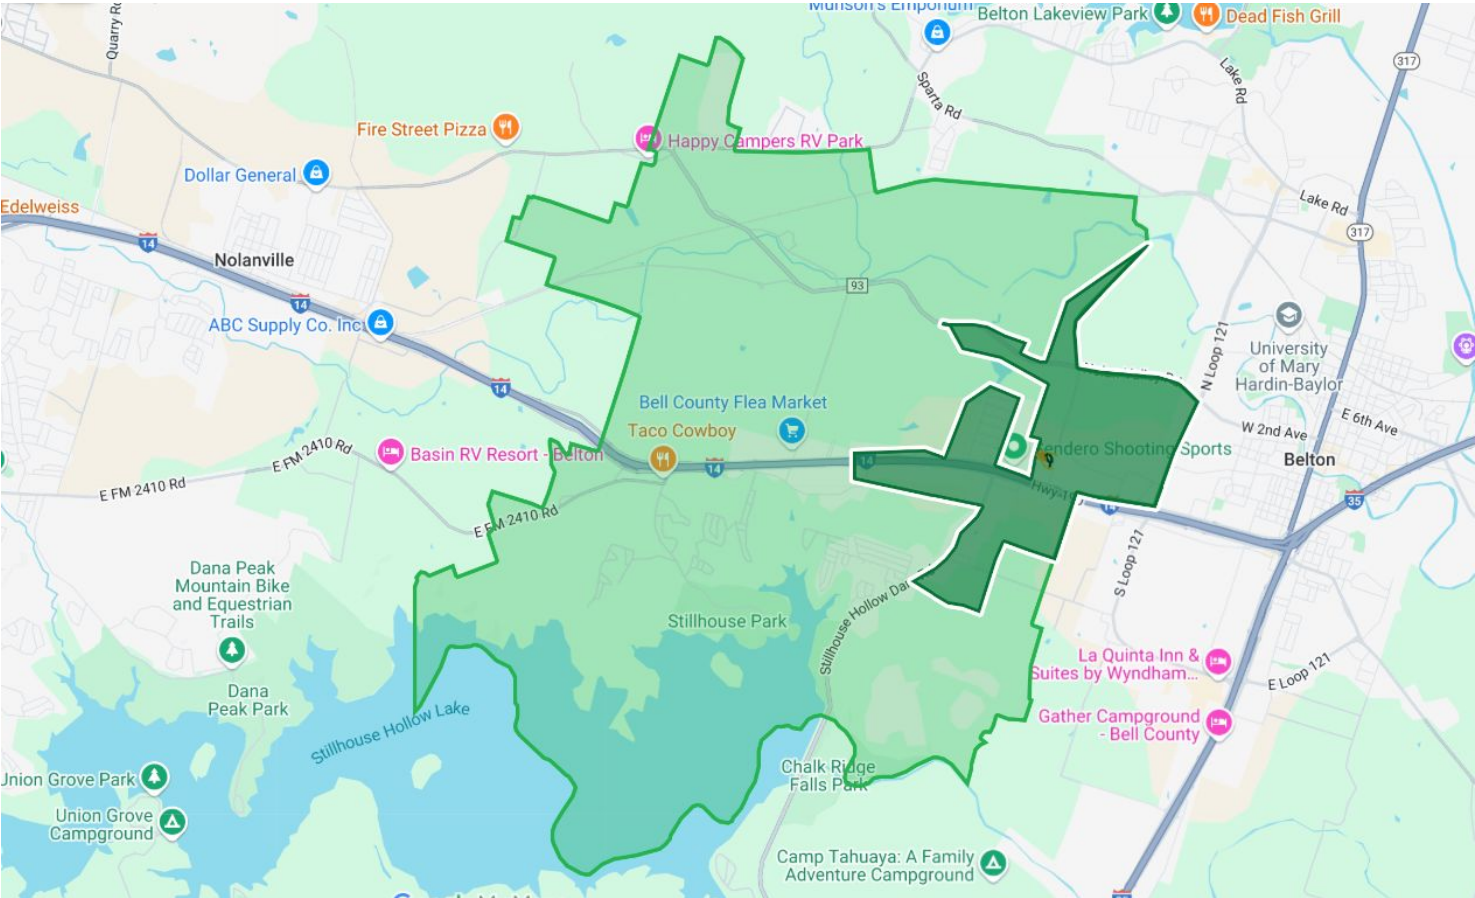 Quarry Rd
Munson's Emporium
Belton Lakeview Park
Dead Fish Grill
317
Lake Rd
Sparta Rd
Fire Street Pizza
Happy Campers RV Park
Dollar General
Edelweiss
Lake Rd
317
14
Nolanville
14
93
ABC Supply Co. Inc
N Loop 121
University
of Mary
Hardin-Baylor
14
Bell County Flea Market
Taco Cowboy
E 6th Ave
W 2nd Ave
E FM 2410 Rd
Basin RV Resort - Belton
14
14
Sendero Shooting Sports
Belton
E FM 2410 Rd
Hwy 190
14
35
E FM 2410 Rd
Dana Peak
Mountain Bike
and Equestrian
Trails
S Loop 121
Stillhouse Hollow Dam Rd
Stillhouse Park
La Quinta Inn &
Suites by Wyndham...
E Loop 121
Dana
Peak Park
Stillhouse Hollow Lake
Gather Campground
- Bell County
Union Grove Park
Chalk Ridge
Falls Park
Union Grove
Campground
Camp Tahuaya: A Family
Adventure Campground